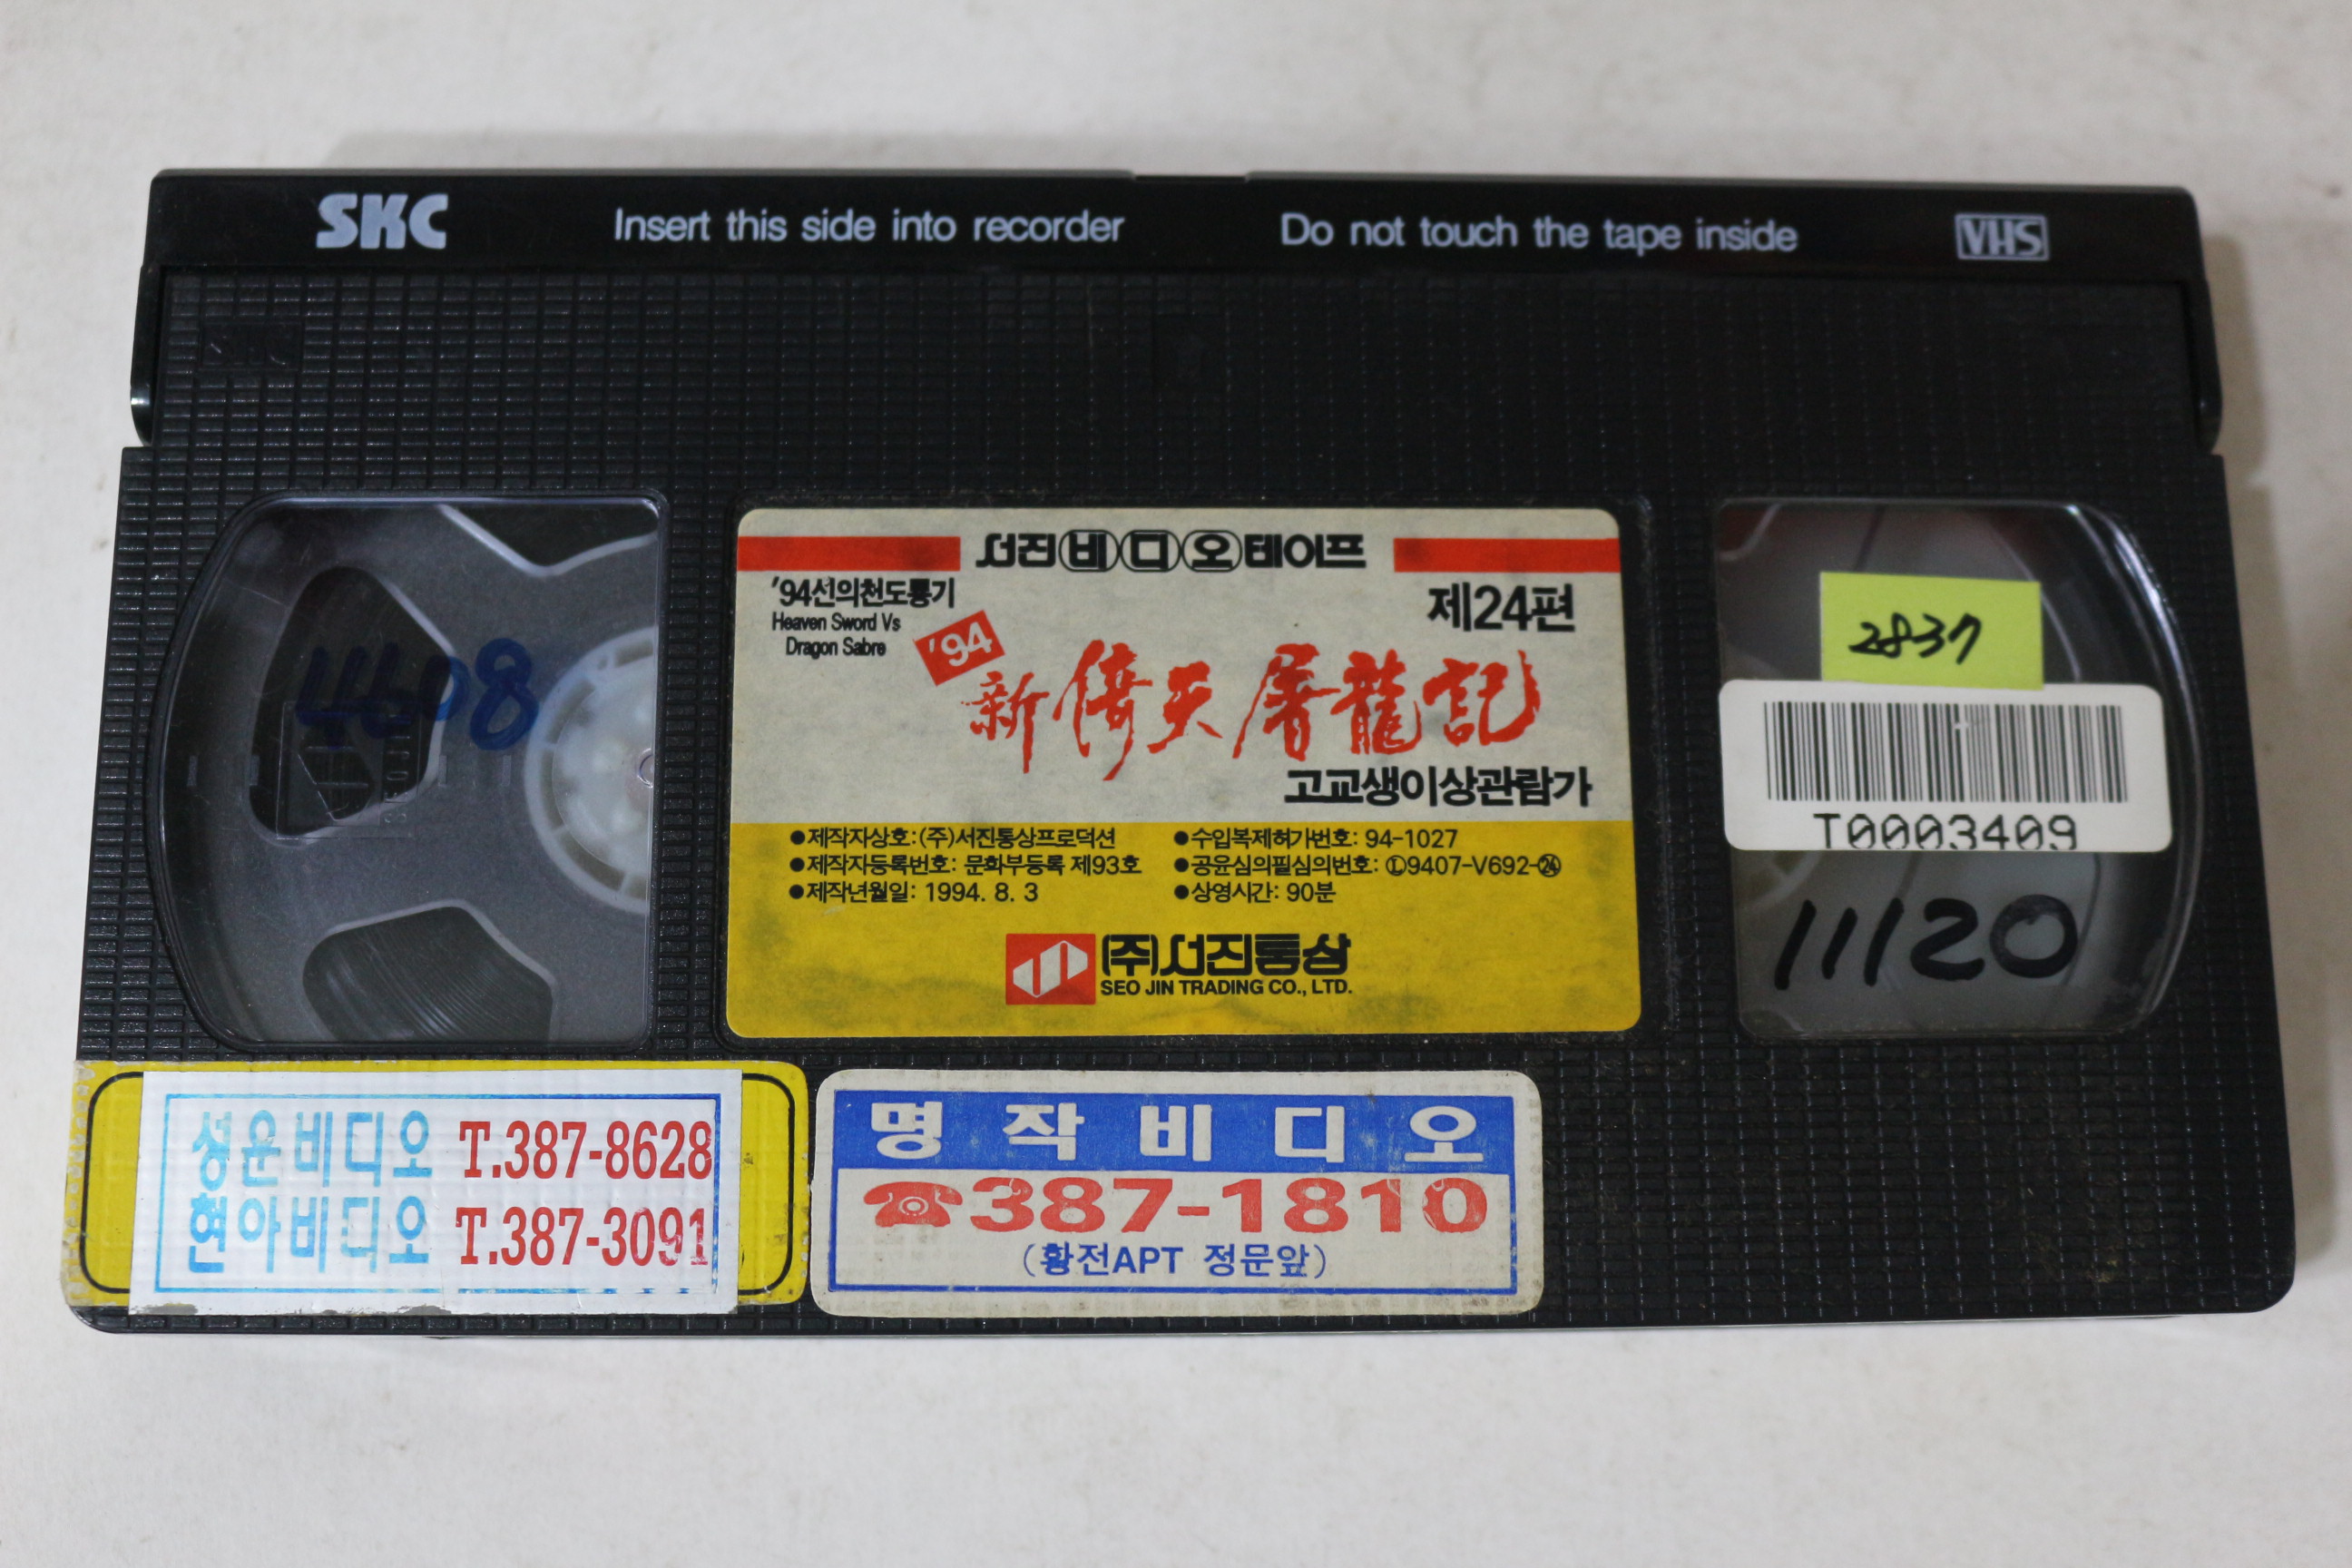 SKC
Insert this side into recorder
Do not touch the tape inside
VHS
SKC
서진비디오테이프
'94신의천도룡기
Heaven Sword Vs
Dragon Sabre
제24편
'94
新倚天屠龍記
고교생이상관람가
●제작자상호:(주)서진통상프로덕션
●제작자등록번호: 문화부등록 제93호
●제작년월일: 1994. 8. 3
●수입복제허가번호: 94-1027
●공윤심의필심의번호: Ⓛ9407-V692-㉔
●상영시간: 90분
(주)서진통상
SEO JIN TRADING CO., LTD.
4608
2837
T0003409
11120
성운비디오 T.387-8628
현아비디오 T.387-3091
명작비디오
☎387-1810
(황전APT 정문앞)